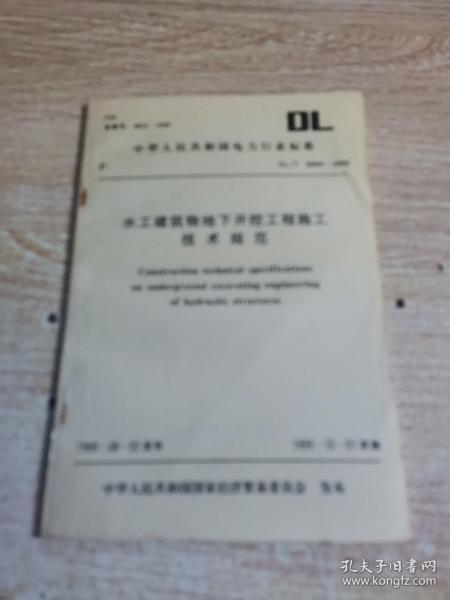 DL
中华人民共和国电力行业标准
水工建筑物地下开挖工程施工
技术规范
Construction technical specifications
on underground excavating engineering
of hydraulic structures
中华人民共和国国家经济贸易委员会 发布
孔夫子旧书网
www.kongfz.com